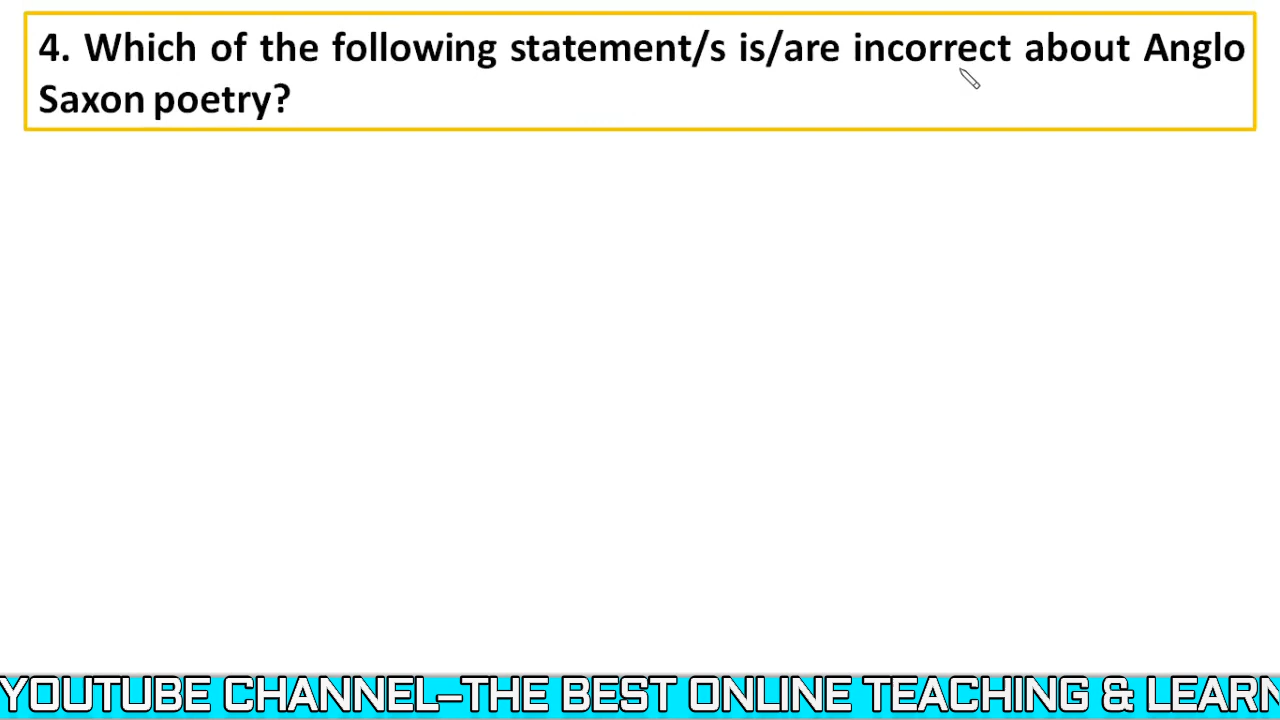 4. Which of the following statement/s is/are incorrect about Anglo
Saxon poetry?
YOUTUBE CHANNEL–THE BEST ONLINE TEACHING & LEARN